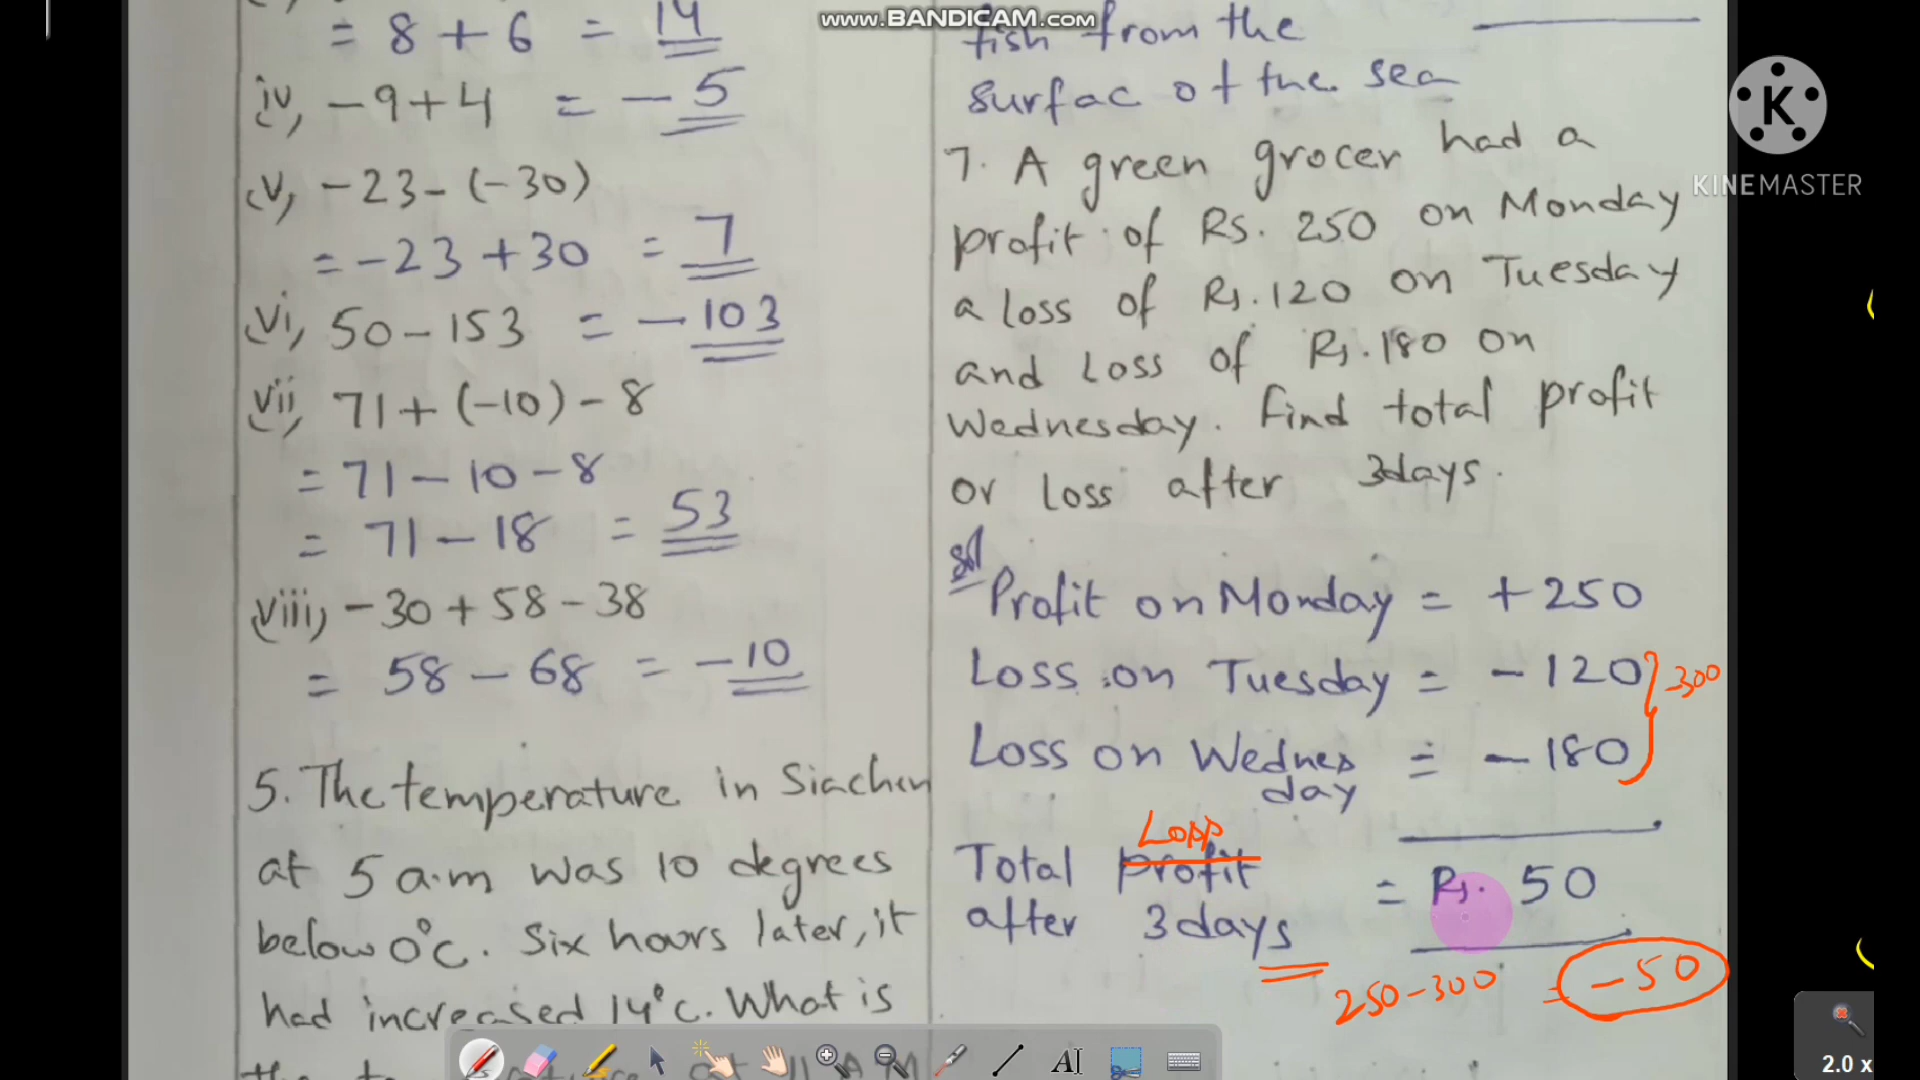 www.BANDICAM.com
= 8 + 6 = 14
iv, -9+4 = -5
v, -23-(-30)
= -23 +30 = 7
vi, 50-153 = -103
vii, 71+(-10)-8
= 71-10-8
= 71-18 = 53
viii, -30+58-38
= 58-68 = -10
5. The temperature in Siachen
at 5 a.m was 10 degrees
below 0°c. Six hours later, it
had increased 14°c. What is
fish from the
surfac of the sea
7. A green grocer had a
profit of Rs. 250 on Monday
a loss of Rs.120 on Tuesday
and Loss of Rs.180 on
Wednesday. Find total profit
or loss after 3days.
Sol
Profit on Monday = +250
Loss on Tuesday = -120
-300
Loss on Wednes = -180
day
Loss
Total profit
after 3days = Rs. 50
250-300 = -50
K
KINEMASTER
AI
2.0 x